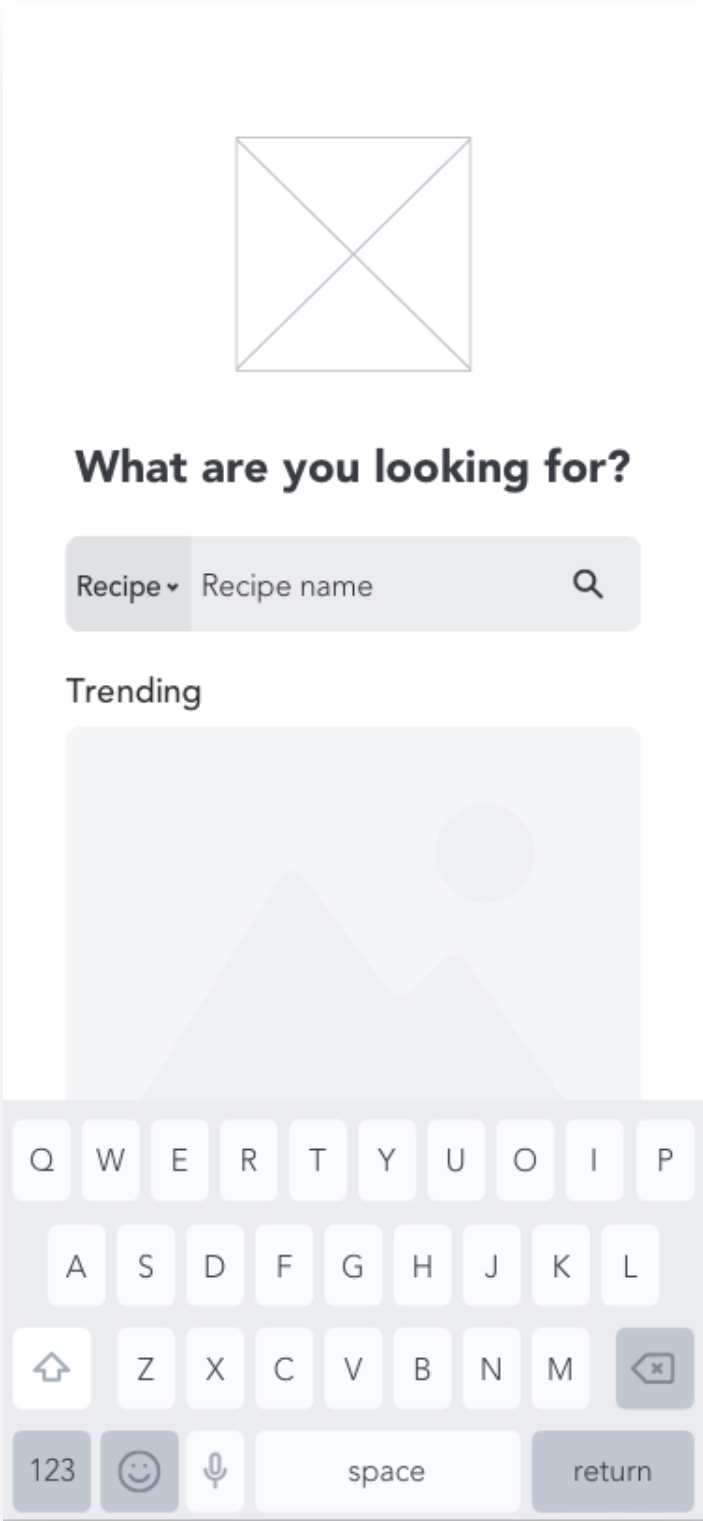 What are you looking for?
Recipe Recipe name
Trending
Q W E R T Y U O I P
A S D F G H J K L
Z X C V B N M
123 space return